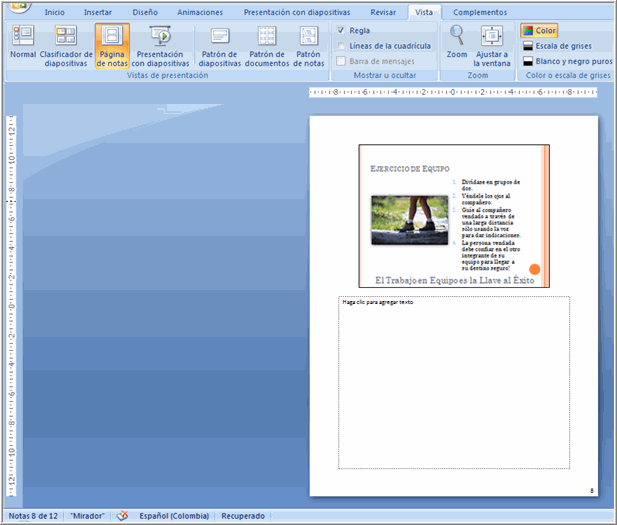 Inicio Insertar Diseño Animaciones Presentación con diapositivas Revisar Vista Complementos
Normal
Clasificador de diapositivas
Página de notas
Presentación con diapositivas
Patrón de diapositivas
Patrón de documentos
Patrón de notas
Vistas de presentación
Regla
Líneas de la cuadrícula
Barra de mensajes
Mostrar u ocultar
Zoom
Ajustar a la ventana
Zoom
Color
Escala de grises
Blanco y negro puros
Color o escala de grises
EJERCICIO DE EQUIPO
1. Divídase en grupos de
dos.
2. Véndele los ojos al
compañero.
3. Guíe al compañero
vendado a través de
una larga distancia
sólo usando la voz
para dar indicaciones.
4. La persona vendada
debe confiar en el otro
integrante de su
equipo para llegar a
su destino seguro!
El Trabajo en Equipo es la Llave al Éxito
Haga clic para agregar texto
8
Notas 8 de 12 "Mirador" Español (Colombia) Recuperado